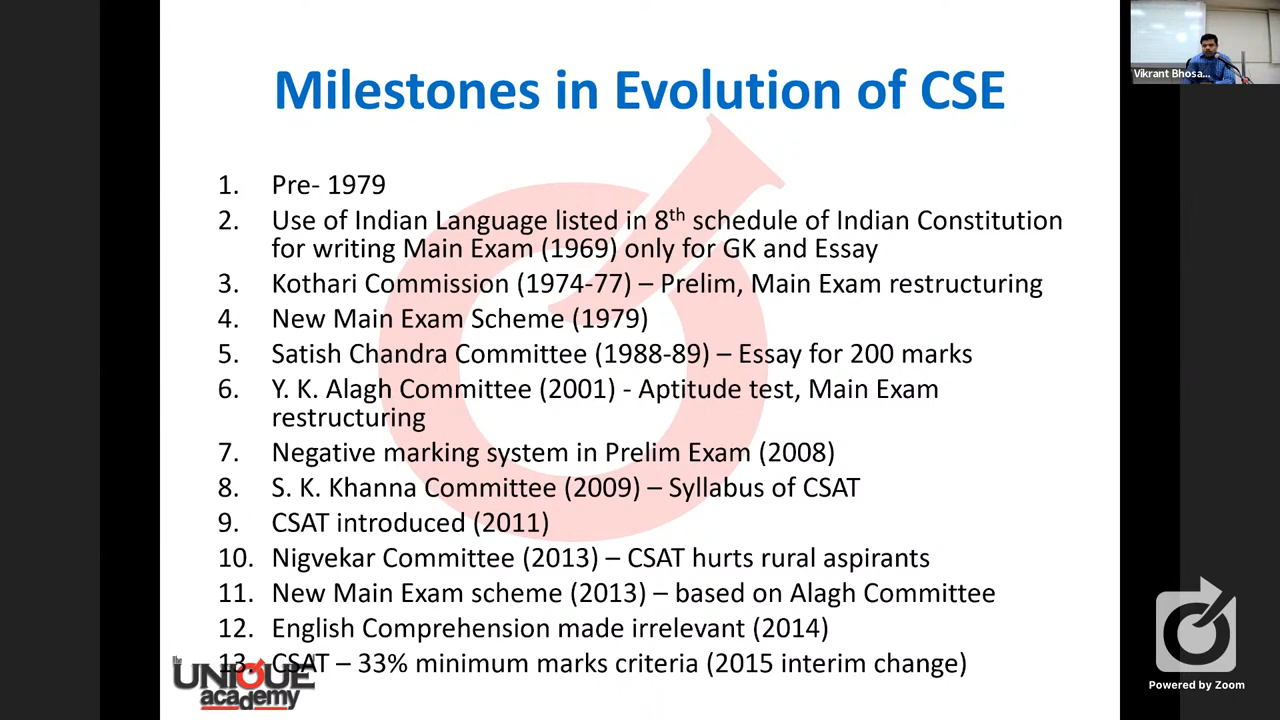 Milestones in Evolution of CSE
Vikrant Bhosa...
1. Pre- 1979
2. Use of Indian Language listed in 8th schedule of Indian Constitution
for writing Main Exam (1969) only for GK and Essay
3. Kothari Commission (1974-77) – Prelim, Main Exam restructuring
4. New Main Exam Scheme (1979)
5. Satish Chandra Committee (1988-89) – Essay for 200 marks
6. Y. K. Alagh Committee (2001) - Aptitude test, Main Exam
restructuring
7. Negative marking system in Prelim Exam (2008)
8. S. K. Khanna Committee (2009) – Syllabus of CSAT
9. CSAT introduced (2011)
10. Nigvekar Committee (2013) – CSAT hurts rural aspirants
11. New Main Exam scheme (2013) – based on Alagh Committee
12. English Comprehension made irrelevant (2014)
13. CSAT – 33% minimum marks criteria (2015 interim change)
The
UNIQUE
academy
Powered by Zoom